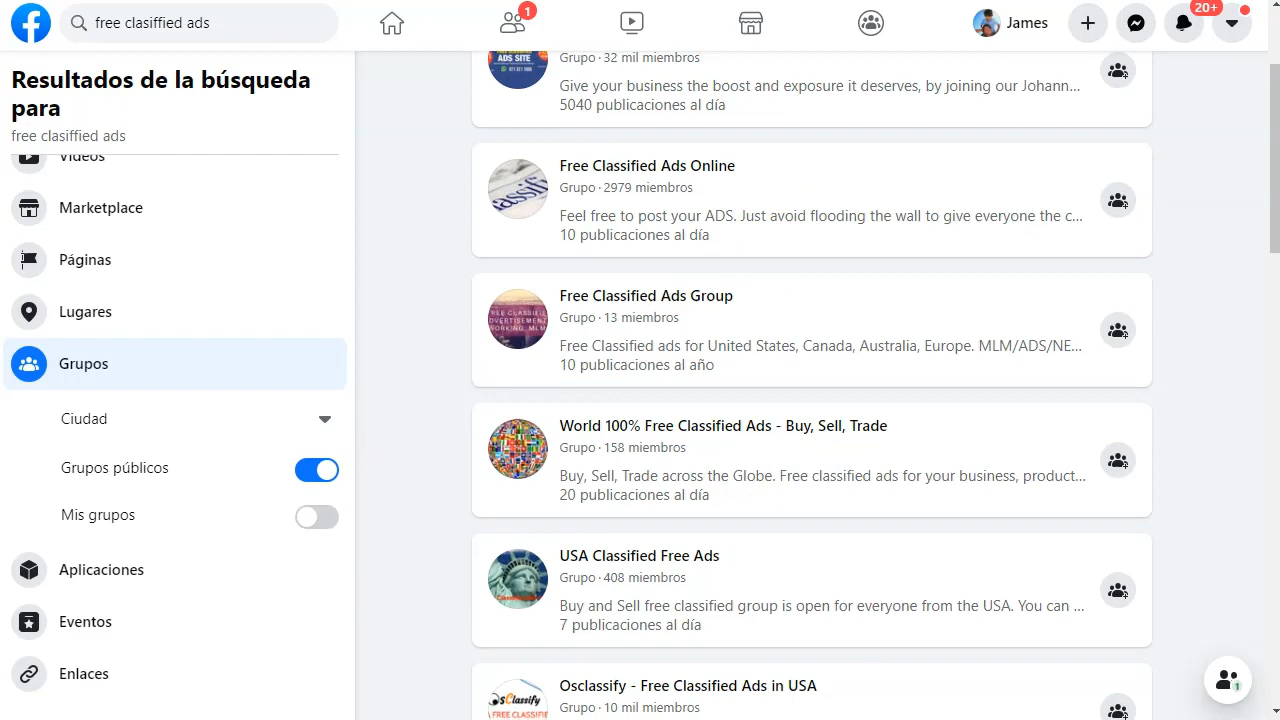 free clasiffied ads
1
James
20+
Resultados de la búsqueda
para
free clasiffied ads
Videos
Marketplace
Páginas
Lugares
Grupos
Ciudad
Grupos públicos
Mis grupos
Aplicaciones
Eventos
Enlaces
ADS SITE
Grupo · 32 mil miembros
Give your business the boost and exposure it deserves, by joining our Johann...
5040 publicaciones al día
assify
Free Classified Ads Online
Grupo · 2979 miembros
Feel free to post your ADS. Just avoid flooding the wall to give everyone the c...
10 publicaciones al día
Free Classified Ads Group
Grupo · 13 miembros
Free Classified ads for United States, Canada, Australia, Europe. MLM/ADS/NE...
10 publicaciones al año
World 100% Free Classified Ads - Buy, Sell, Trade
Grupo · 158 miembros
Buy, Sell, Trade across the Globe. Free classified ads for your business, product...
20 publicaciones al día
USA Classified Free Ads
Grupo · 408 miembros
Buy and Sell free classified group is open for everyone from the USA. You can ...
7 publicaciones al día
OsClassify
FREE CLASSIFIE
Osclassify - Free Classified Ads in USA
Grupo · 10 mil miembros
1